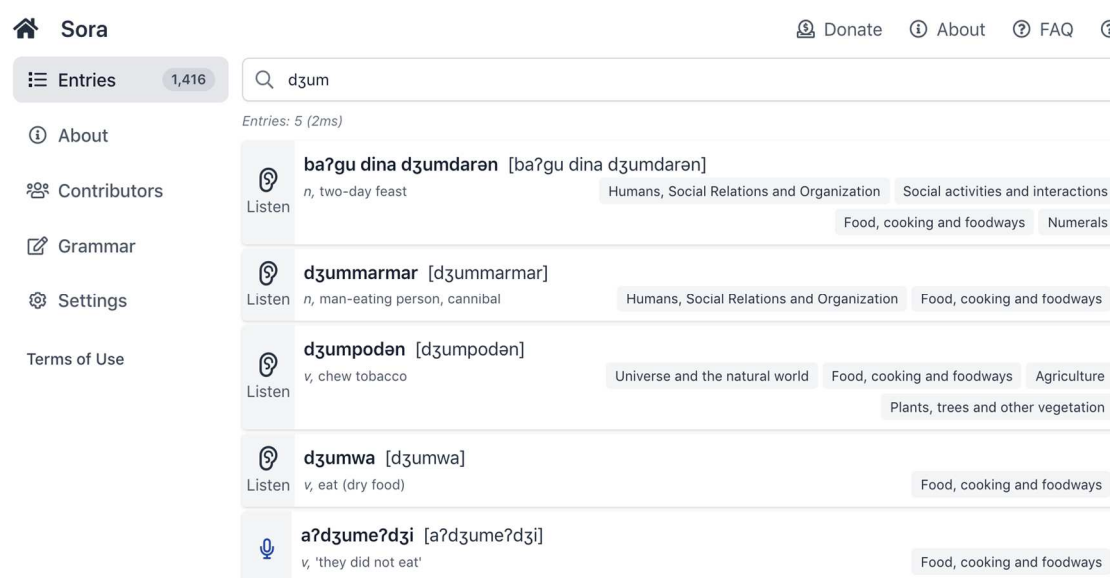 Sora
Donate About FAQ
Entries 1,416
dʒum
Entries: 5 (2ms)
About
Contributors
Grammar
Settings
Terms of Use
Listen
baʔgu dina dʒumdarən [baʔgu dina dʒumdarən]
n, two-day feast
Humans, Social Relations and Organization Social activities and interactions
Food, cooking and foodways Numerals
Listen
dʒummarmar [dʒummarmar]
n, man-eating person, cannibal
Humans, Social Relations and Organization Food, cooking and foodways
Listen
dʒumpodən [dʒumpodən]
v, chew tobacco
Universe and the natural world Food, cooking and foodways Agriculture
Plants, trees and other vegetation
Listen
dʒumwa [dʒumwa]
v, eat (dry food)
Food, cooking and foodways
aʔdʒumeʔdʒi [aʔdʒumeʔdʒi]
v, 'they did not eat'
Food, cooking and foodways